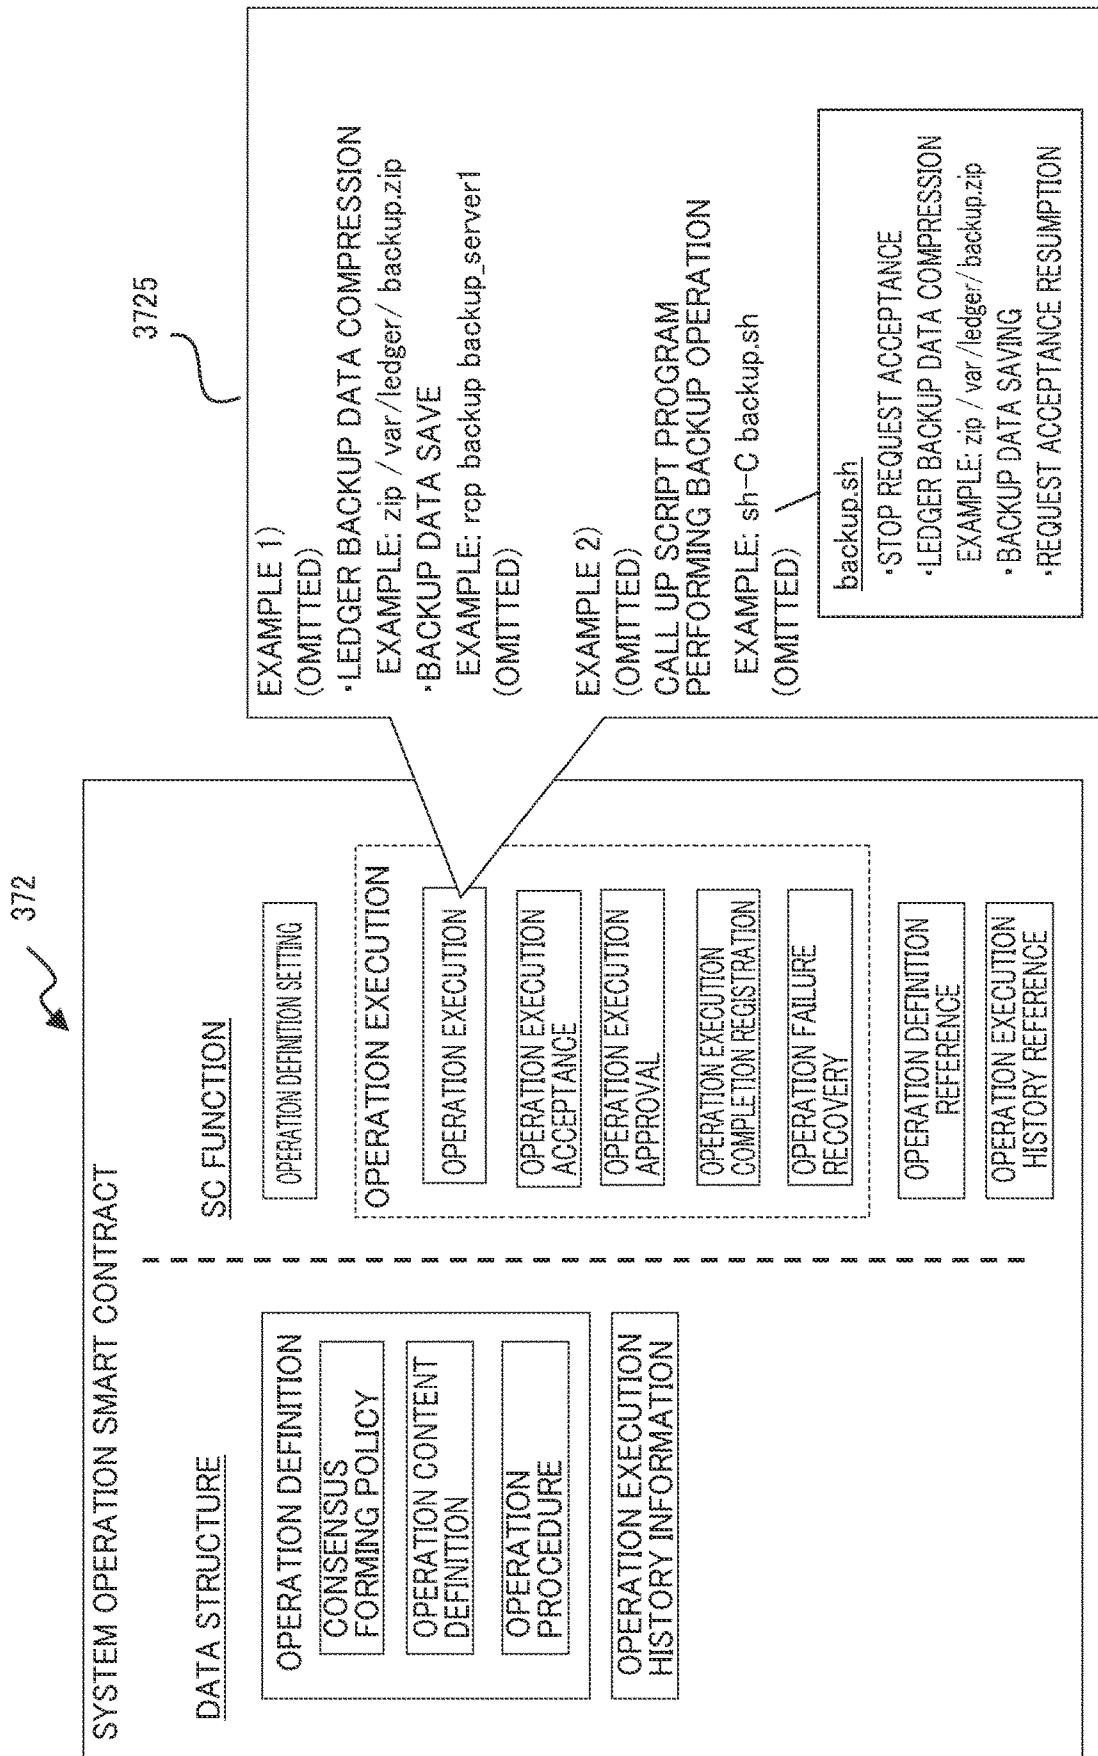 372
SYSTEM OPERATION SMART CONTRACT
DATA STRUCTURE
OPERATION DEFINITION
CONSENSUS
FORMING POLICY
OPERATION CONTENT
DEFINITION
OPERATION
PROCEDURE
OPERATION EXECUTION
HISTORY INFORMATION
SC FUNCTION
OPERATION DEFINITION SETTING
OPERATION EXECUTION
OPERATION EXECUTION
OPERATION EXECUTION
ACCEPTANCE
OPERATION EXECUTION
APPROVAL
OPERATION EXECUTION
COMPLETION REGISTRATION
OPERATION FAILURE
RECOVERY
OPERATION DEFINITION
REFERENCE
OPERATION EXECUTION
HISTORY REFERENCE
3725
EXAMPLE 1)
(OMITTED)
・LEDGER BACKUP DATA COMPRESSION
EXAMPLE: zip / var/ledger/ backup.zip
・BACKUP DATA SAVE
EXAMPLE: rcp backup backup_server1
(OMITTED)
EXAMPLE 2)
(OMITTED)
CALL UP SCRIPT PROGRAM
PERFORMING BACKUP OPERATION
EXAMPLE: sh-C backup.sh
(OMITTED)
backup.sh
・STOP REQUEST ACCEPTANCE
・LEDGER BACKUP DATA COMPRESSION
EXAMPLE: zip / var /ledger/ backup.zip
・BACKUP DATA SAVING
・REQUEST ACCEPTANCE RESUMPTION